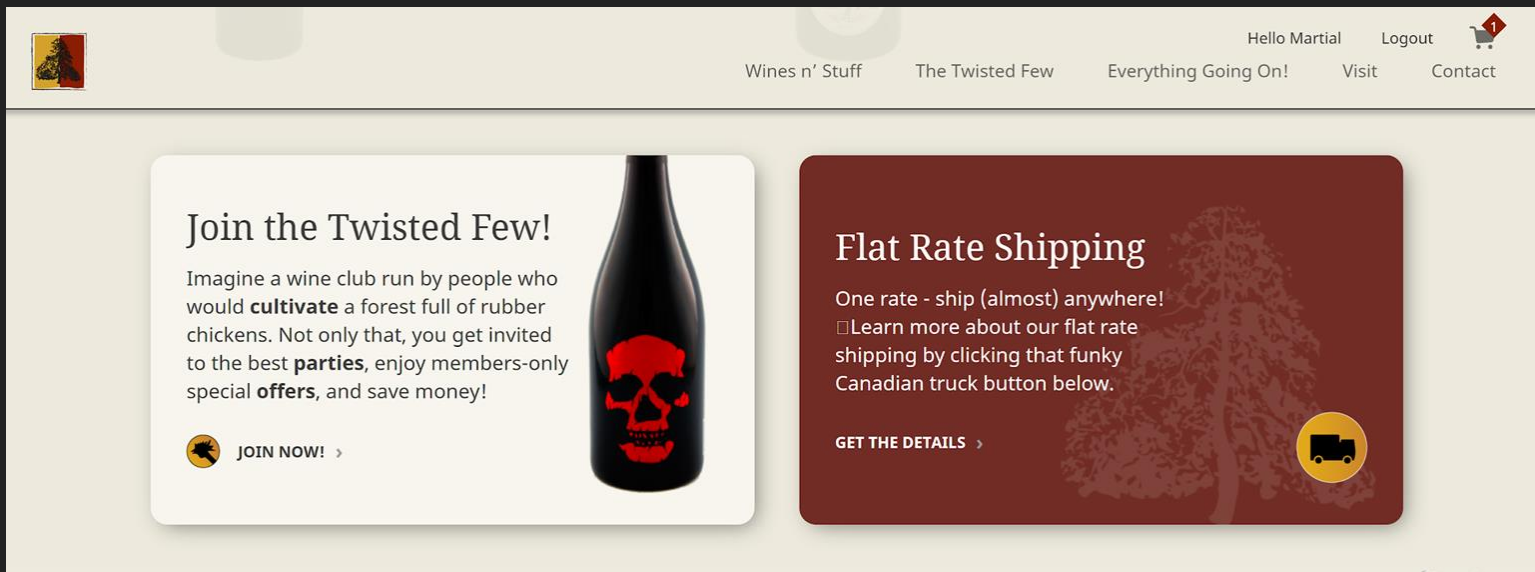 Hello Martial Logout 1
Wines n’ Stuff The Twisted Few Everything Going On! Visit Contact
Join the Twisted Few!
Imagine a wine club run by people who
would cultivate a forest full of rubber
chickens. Not only that, you get invited
to the best parties, enjoy members-only
special offers, and save money!
JOIN NOW! ›
Flat Rate Shipping
One rate - ship (almost) anywhere!
Learn more about our flat rate
shipping by clicking that funky
Canadian truck button below.
GET THE DETAILS ›